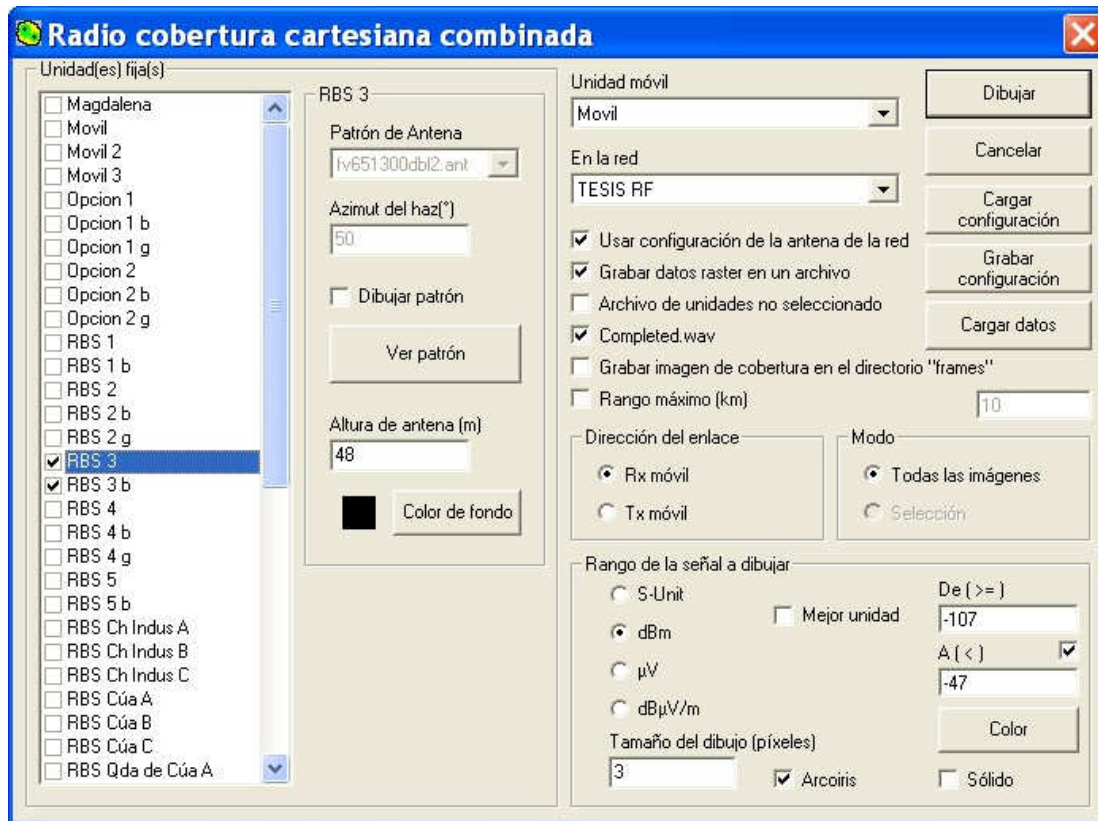 Radio cobertura cartesiana combinada
Unidad(es) fija(s)
Magdalena
Movil
Movil 2
Movil 3
Opcion 1
Opcion 1 b
Opcion 1 g
Opcion 2
Opcion 2 b
Opcion 2 g
RBS 1
RBS 1 b
RBS 2
RBS 2 b
RBS 2 g
RBS 3
RBS 3 b
RBS 4
RBS 4 b
RBS 4 g
RBS 5
RBS 5 b
RBS Ch Indus A
RBS Ch Indus B
RBS Ch Indus C
RBS Cúa A
RBS Cúa B
RBS Cúa C
RBS Qda de Cúa A
RBS 3
Patrón de Antena
fv651300dbl2.ant
Azimut del haz(°)
50
Dibujar patrón
Ver patrón
Altura de antena (m)
48
Color de fondo
Unidad móvil
Movil
En la red
TESIS RF
Usar configuración de la antena de la red
Grabar datos raster en un archivo
Archivo de unidades no seleccionado
Completed.wav
Grabar imagen de cobertura en el directorio "frames"
Rango máximo (km)
10
Dibujar
Cancelar
Cargar
configuración
Grabar
configuración
Cargar datos
Dirección del enlace
Rx móvil
Tx móvil
Modo
Todas las imágenes
Selección
Rango de la señal a dibujar
S-Unit
dBm
µV
dBµV/m
Mejor unidad
De ( >= )
-107
A ( < )
-47
Color
Tamaño del dibujo (píxeles)
3
Arcoiris
Sólido